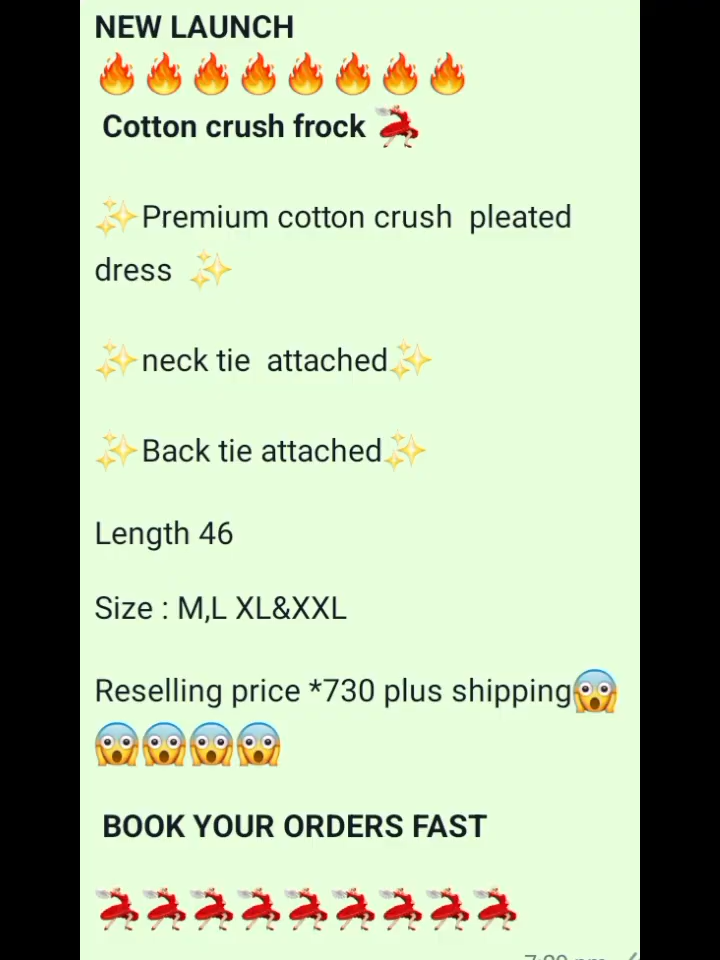 NEW LAUNCH
🔥🔥🔥🔥🔥🔥🔥🔥
Cotton crush frock 💃
✨Premium cotton crush  pleated
dress  ✨
✨neck tie  attached✨
✨Back tie attached✨
Length 46
Size : M,L XL&XXL
Reselling price *730 plus shipping😱
😱😱😱😱
BOOK YOUR ORDERS FAST
💃💃💃💃💃💃💃💃💃